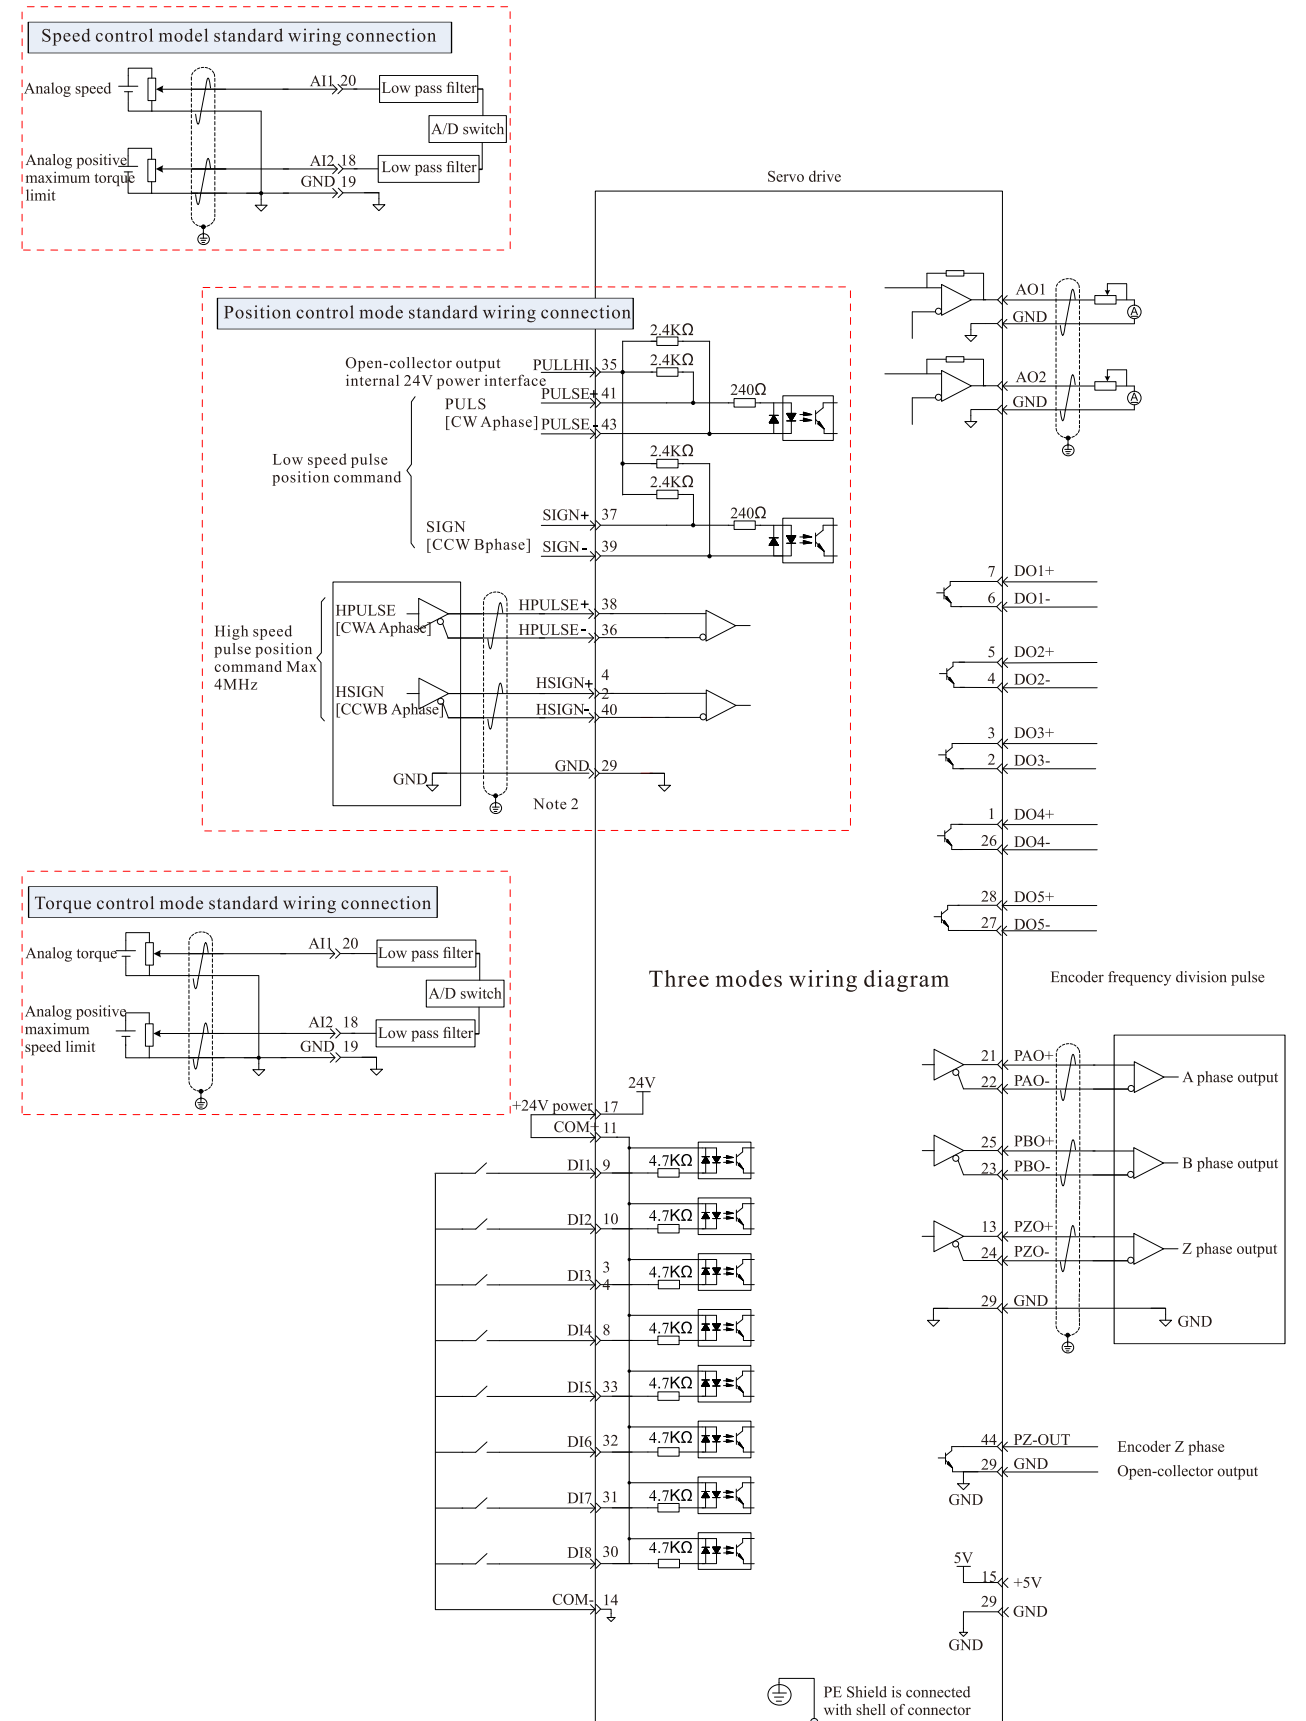 Speed control model standard wiring connection
Analog speed
AI1 20
Low pass filter
A/D switch
Analog positive
maximum torque
limit
AI2 18
Low pass filter
GND 19
Servo drive
Position control mode standard wiring connection
Open-collector output
internal 24V power interface
PULLHI 35
2.4KΩ
2.4KΩ
PULSE+ 41
240Ω
PULS
[CW Aphase]
PULSE- 43
Low speed pulse
position command
2.4KΩ
2.4KΩ
SIGN+ 37
240Ω
SIGN
[CCW Bphase]
SIGN- 39
High speed
pulse position
command Max
4MHz
HPULSE
[CWA Aphase]
HPULSE+ 38
HPULSE- 36
HSIGN
[CCWB Aphase]
HSIGN+ 4
2
HSIGN- 40
GND
GND 29
Note 2
AO1
GND
A
AO2
GND
A
7 DO1+
6 DO1-
5 DO2+
4 DO2-
3 DO3+
2 DO3-
1 DO4+
26 DO4-
28 DO5+
27 DO5-
Torque control mode standard wiring connection
Analog torque
AI1 20
Low pass filter
A/D switch
Analog positive
maximum
speed limit
AI2 18
Low pass filter
GND 19
Three modes wiring diagram
Encoder frequency division pulse
21 PAO+
22 PAO-
A phase output
25 PBO+
23 PBO-
B phase output
13 PZO+
24 PZO-
Z phase output
29 GND
GND
24V
+24V power 17
COM+ 11
DI1 9
4.7KΩ
DI2 10
4.7KΩ
DI3 3
4
4.7KΩ
DI4 8
4.7KΩ
DI5 33
4.7KΩ
DI6 32
4.7KΩ
DI7 31
4.7KΩ
DI8 30
4.7KΩ
COM- 14
44 PZ-OUT
Encoder Z phase
29 GND
Open-collector output
GND
5V
15 +5V
29 GND
GND
PE Shield is connected
with shell of connector